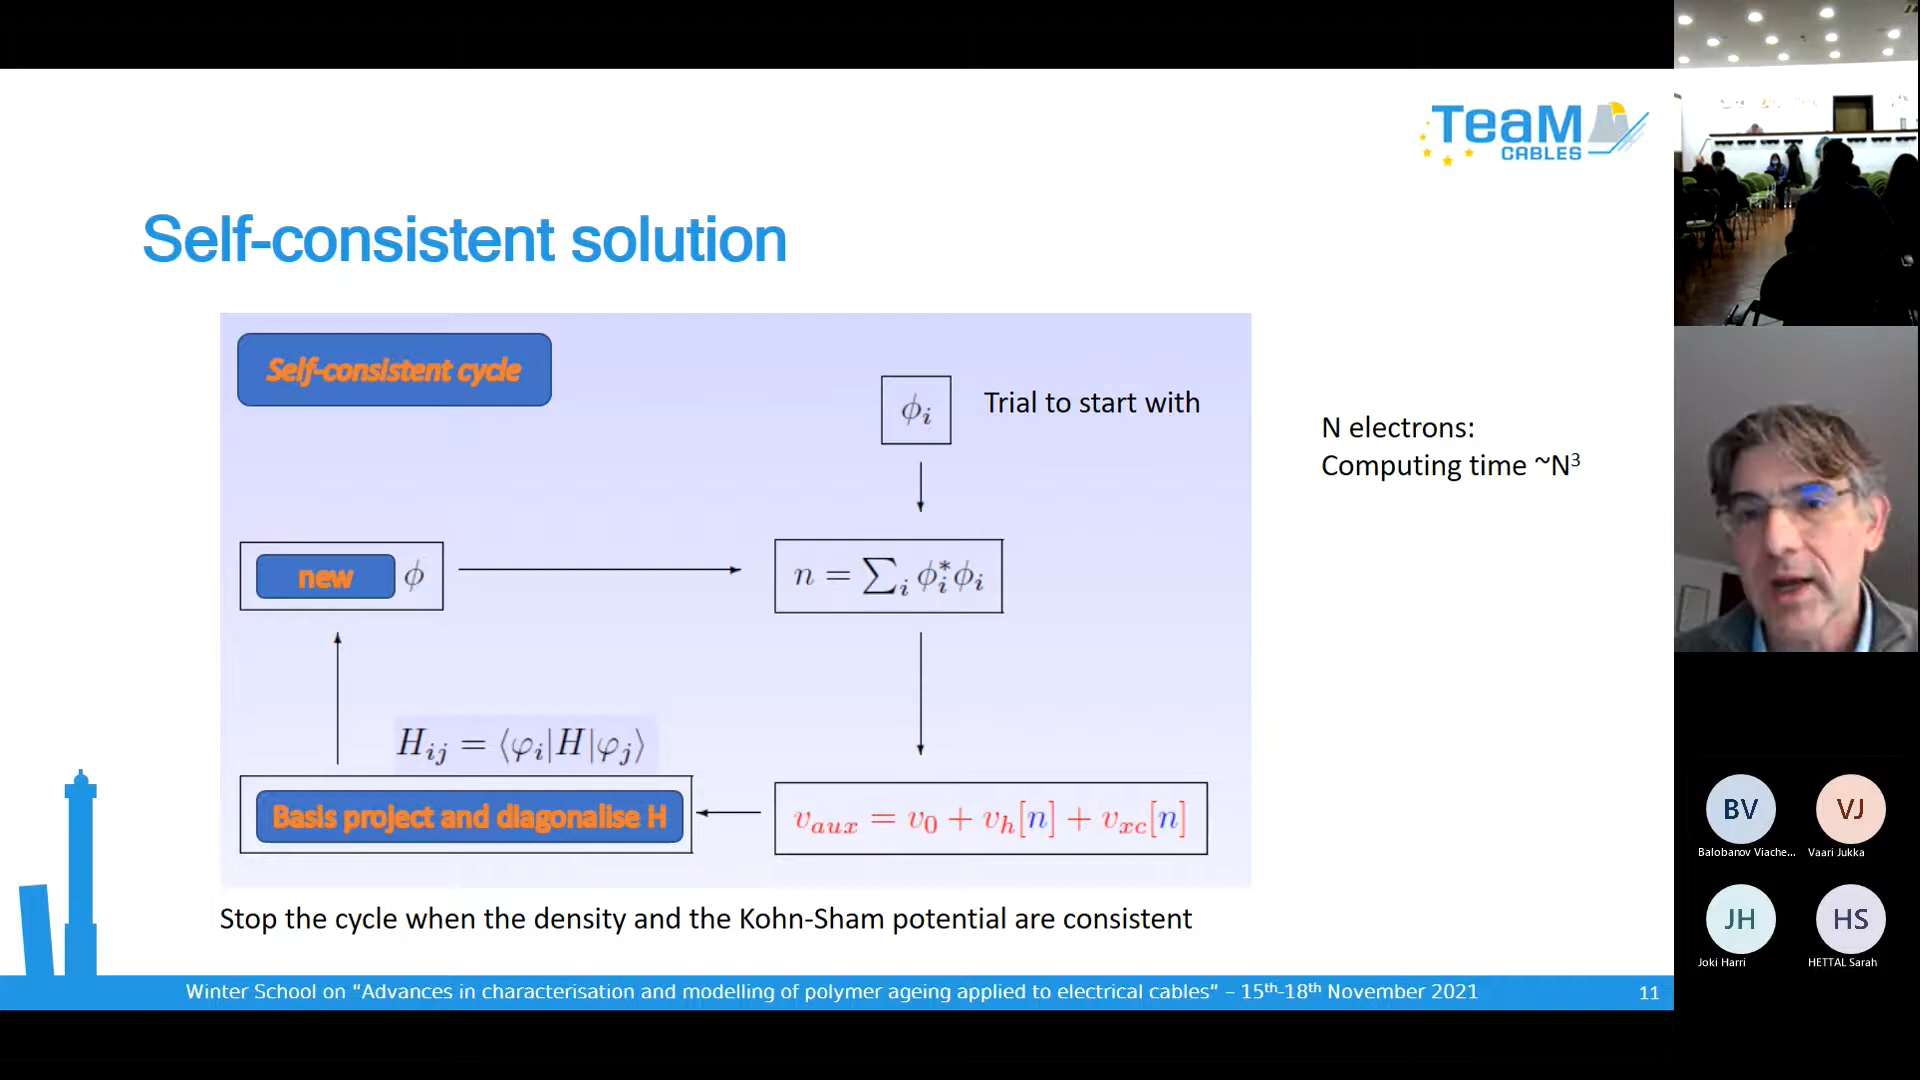 TeaM
CABLES
Self-consistent solution
Self-consistent cycle
ϕᵢ
Trial to start with
N electrons:
Computing time ~N³
new ϕ
n = ∑ᵢ ϕᵢ*ϕᵢ
Hᵢⱼ = ⟨φᵢ|H|φⱼ⟩
Basis project and diagonalise H
v_aux = v₀ + v_h[n] + v_xc[n]
Stop the cycle when the density and the Kohn-Sham potential are consistent
Winter School on “Advances in characterisation and modelling of polymer ageing applied to electrical cables” – 15th-18th November 2021
11
BV
VJ
Balobanov Viache...
Vaari Jukka
JH
HS
Joki Harri
HETTAL Sarah